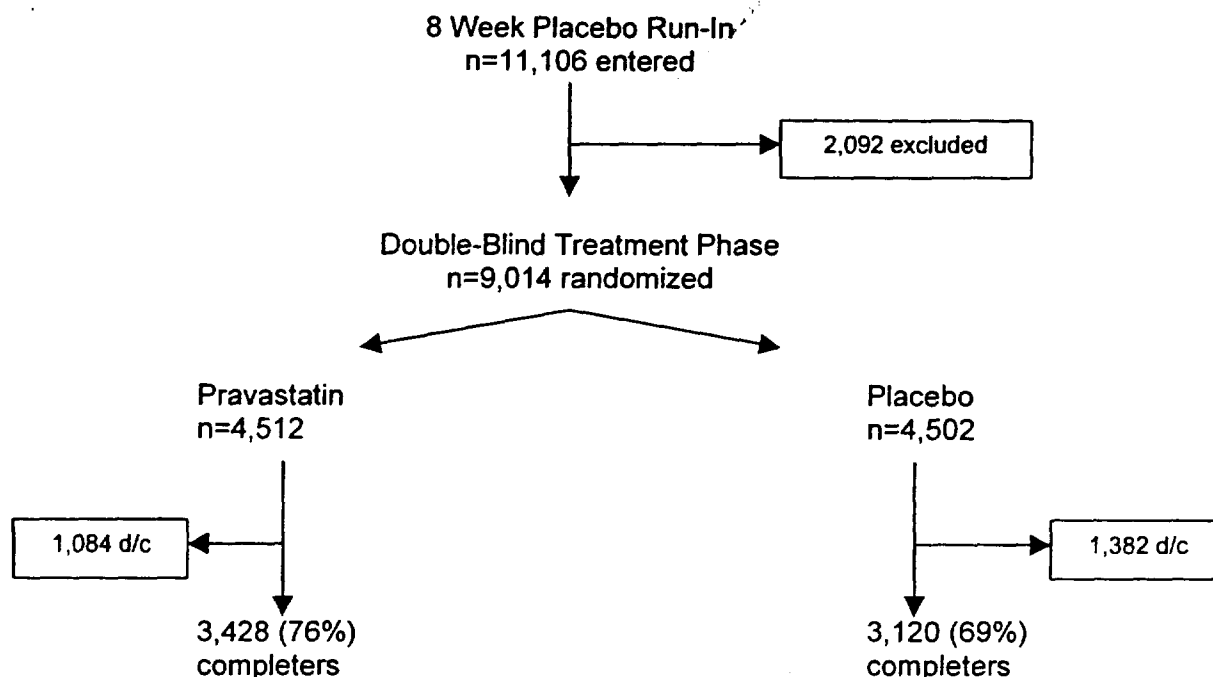 8 Week Placebo Run-In
n=11,106 entered
2,092 excluded
Double-Blind Treatment Phase
n=9,014 randomized
Pravastatin
n=4,512
Placebo
n=4,502
1,084 d/c
1,382 d/c
3,428 (76%)
completers
3,120 (69%)
completers